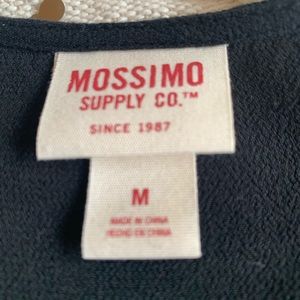 MOSSIMO
SUPPLY CO.™
SINCE 1987
M
MADE IN CHINA
HECHO EN CHINA